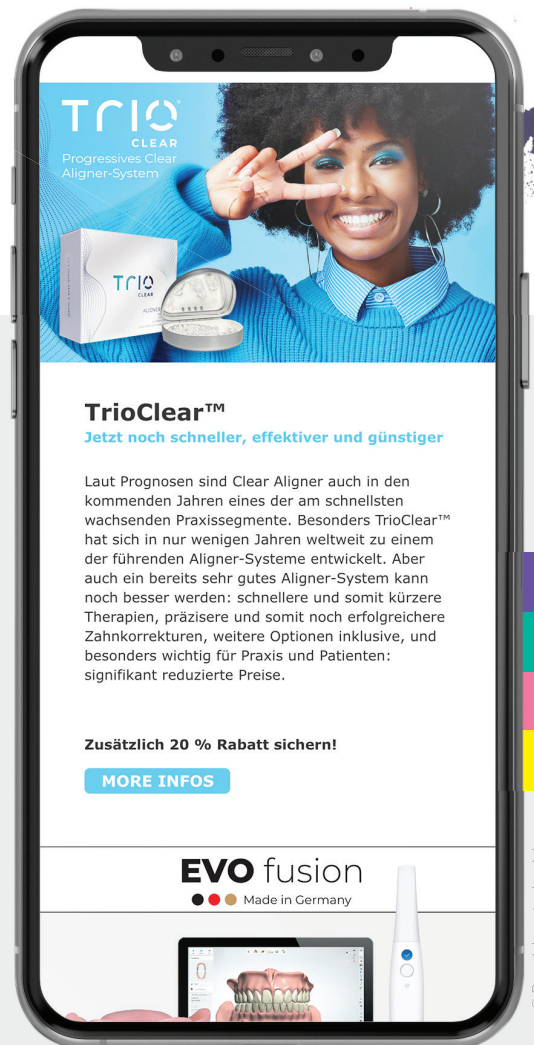 TRIO
CLEAR
Progressives Clear
Aligner-System
TRIO
CLEAR
ALIGNER
TrioClear™
Jetzt noch schneller, effektiver und günstiger
Laut Prognosen sind Clear Aligner auch in den
kommenden Jahren eines der am schnellsten
wachsenden Praxissegmente. Besonders TrioClear™
hat sich in nur wenigen Jahren weltweit zu einem
der führenden Aligner-Systeme entwickelt. Aber
auch ein bereits sehr gutes Aligner-System kann
noch besser werden: schnellere und somit kürzere
Therapien, präzisere und somit noch erfolgreichere
Zahnkorrekturen, weitere Optionen inklusive, und
besonders wichtig für Praxis und Patienten:
signifikant reduzierte Preise.
Zusätzlich 20 % Rabatt sichern!
MORE INFOS
EVO fusion
Made in Germany